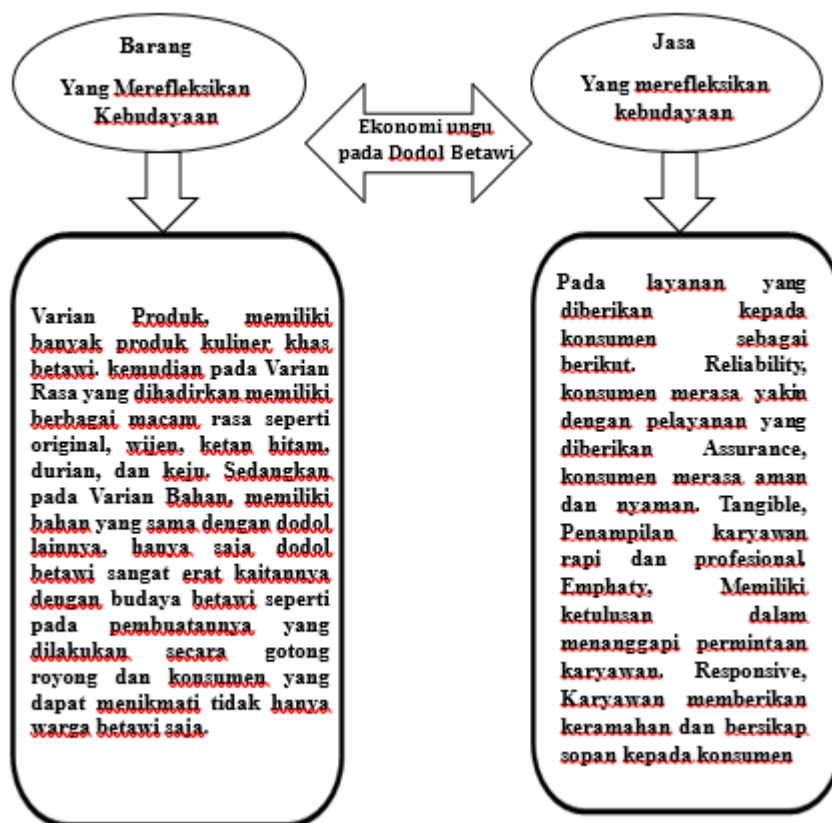 Barang
Yang Merefleksikan
Kebudayaan
Ekonomi ungu
pada Dodol Betawi
Jasa
Yang merefleksikan
kebudayaan
Varian Produk, memiliki
banyak produk kuliner khas
betawi. kemudian pada Varian
Rasa yang dihadirkan memiliki
berbagai macam rasa seperti
original, wijen, ketan hitam,
durian, dan keju. Sedangkan
pada Varian Bahan, memiliki
bahan yang sama dengan dodol
lainnya, hanya saja dodol
betawi sangat erat kaitannya
dengan budaya betawi seperti
pada pembuatannya yang
dilakukan secara gotong
royong dan konsumen yang
dapat menikmati tidak hanya
warga betawi saja.
Pada layanan yang
diberikan kepada
konsumen sebagai
berikut. Reliability,
konsumen merasa yakin
dengan pelayanan yang
diberikan Assurance,
konsumen merasa aman
dan nyaman. Tangible,
Penampilan karyawan
rapi dan profesional.
Emphaty, Memiliki
ketulusan dalam
menanggapi permintaan
karyawan. Responsive,
Karyawan memberikan
keramahan dan bersikap
sopan kepada konsumen